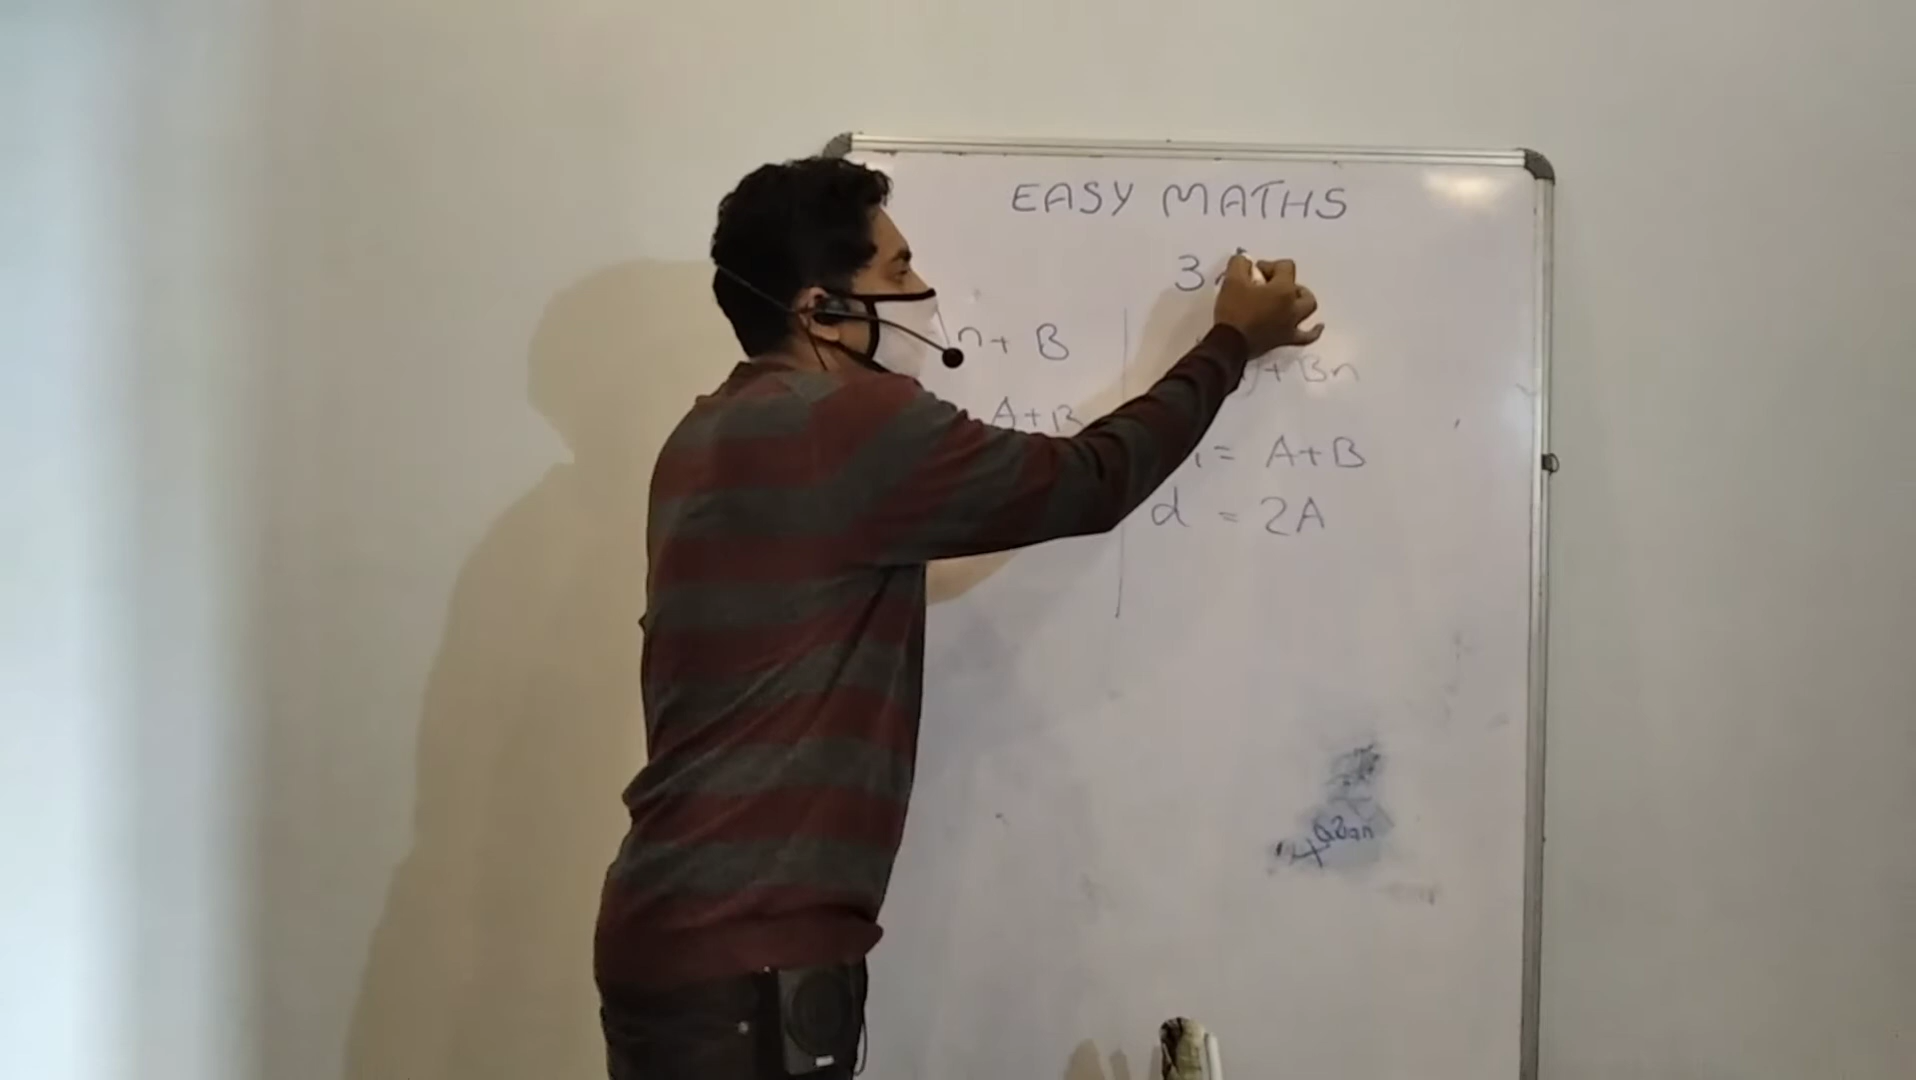 EASY MATHS
3
n + B
A + B
+ Bn
= A + B
d = 2A